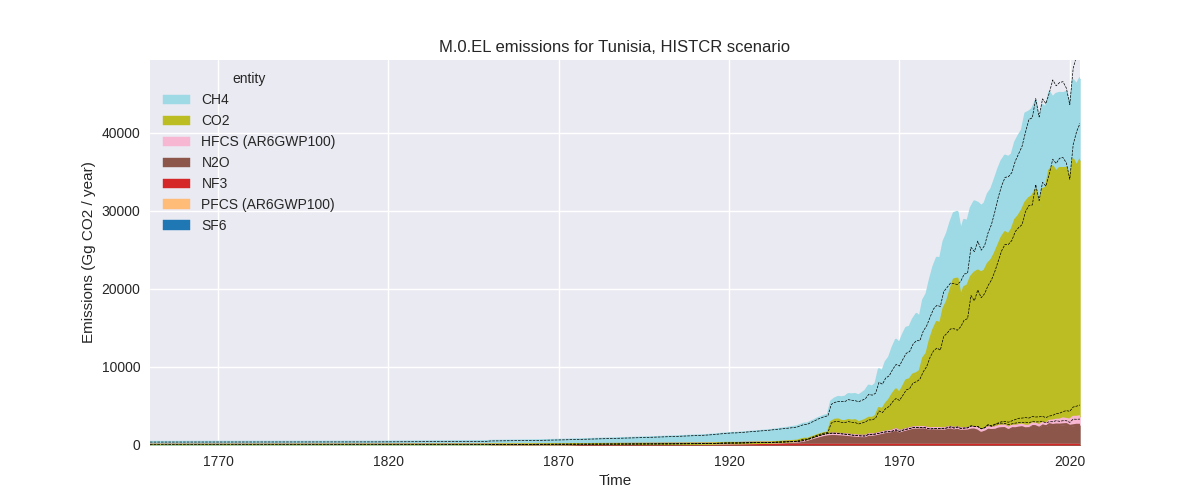 M.0.EL emissions for Tunisia, HISTCR scenario
entity
CH4
CO2
HFCS (AR6GWP100)
N2O
NF3
PFCS (AR6GWP100)
SF6
Emissions (Gg CO2 / year)
40000
30000
20000
10000
0
1770
1820
1870
1920
1970
2020
Time